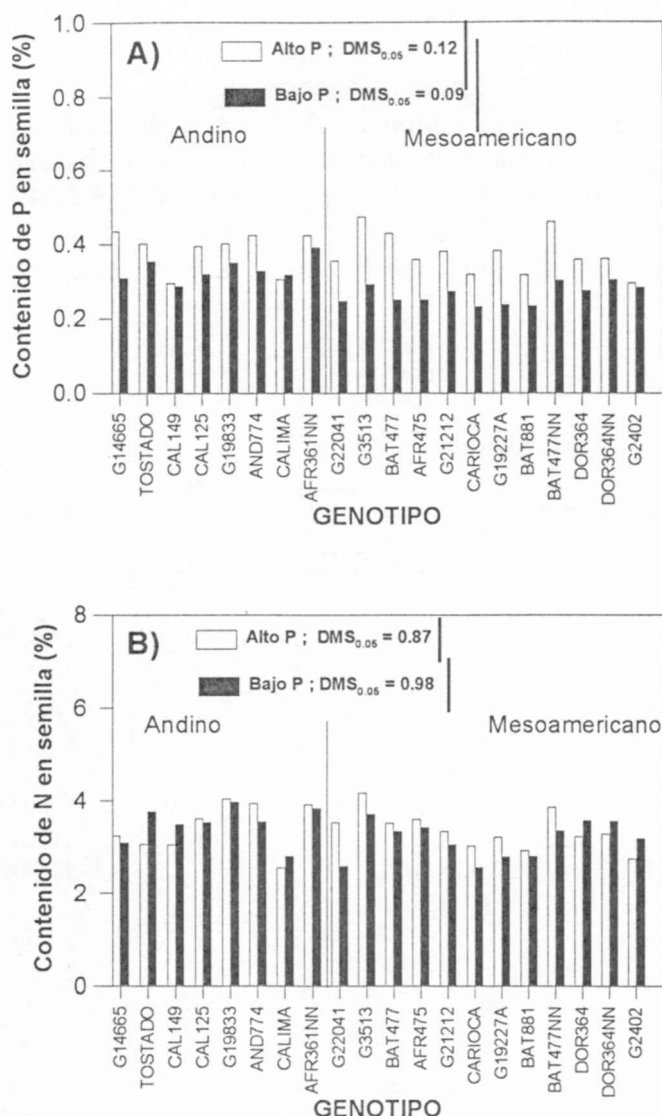 A)
Alto P ; DMS0.05 = 0.12
Bajo P ; DMS0.05 = 0.09
Andino
Mesoamericano
Contenido de P en semilla (%)
1.0
0.8
0.6
0.4
0.2
0.0
G14665
TOSTADO
CAL149
CAL125
G19833
AND774
CALIMA
AFR361NN
G22041
G3513
BAT477
AFR475
G21212
CARIOCA
G19227A
BAT881
BAT477NN
DOR364
DOR364NN
G2402
GENOTIPO
B)
Alto P ; DMS0.05 = 0.87
Bajo P ; DMS0.05 = 0.98
Andino
Mesoamericano
Contenido de N en semilla (%)
8
6
4
2
0
G14665
TOSTADO
CAL149
CAL125
G19833
AND774
CALIMA
AFR361NN
G22041
G3513
BAT477
AFR475
G21212
CARIOCA
G19227A
BAT881
BAT477NN
DOR364
DOR364NN
G2402
GENOTIPO